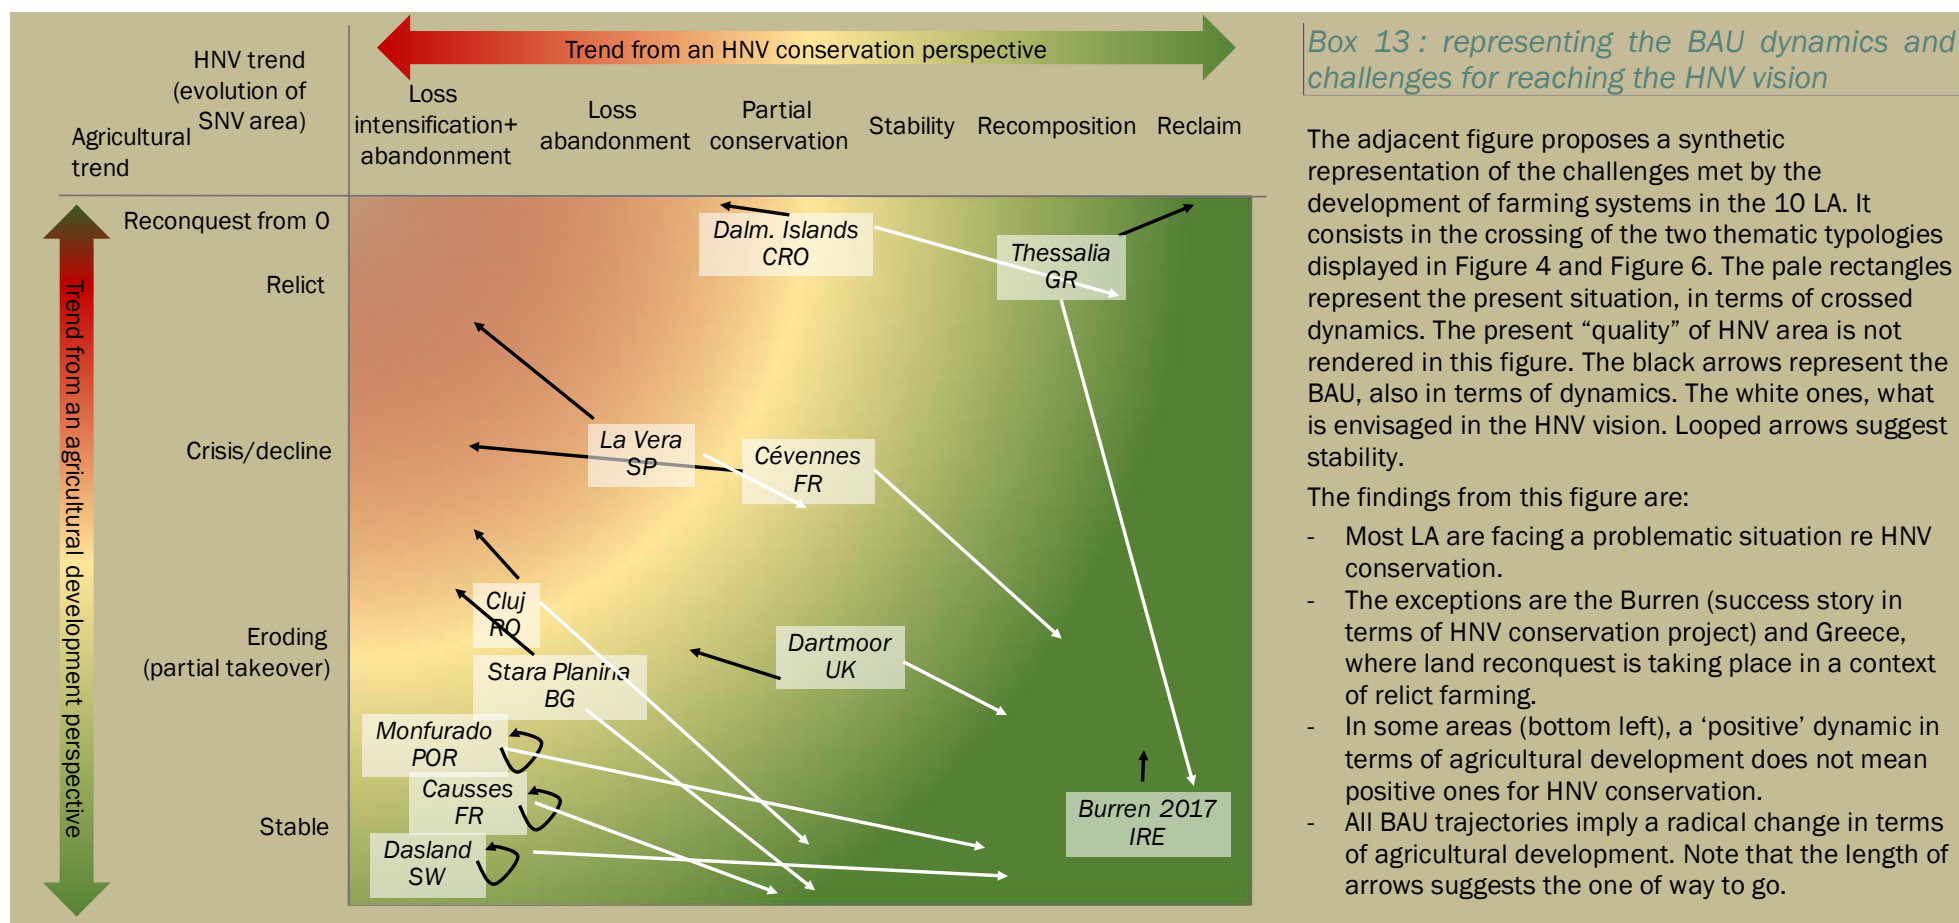 Trend from an HNV conservation perspective
HNV trend
(evolution of
SNV area)
Agricultural
trend
Loss
intensification+
abandonment
Loss
abandonment
Partial
conservation
Stability
Recomposition
Reclaim
Trend from an agricultural development perspective
Reconquest from 0
Relict
Crisis/decline
Eroding
(partial takeover)
Stable
Dalm. Islands
CRO
Thessalia
GR
La Vera
SP
Cévennes
FR
Cluj
RO
Stara Planina
BG
Dartmoor
UK
Monfurado
POR
Causses
FR
Dasland
SW
Burren 2017
IRE
Box 13 : representing the BAU dynamics and
challenges for reaching the HNV vision
The adjacent figure proposes a synthetic
representation of the challenges met by the
development of farming systems in the 10 LA. It
consists in the crossing of the two thematic typologies
displayed in Figure 4 and Figure 6. The pale rectangles
represent the present situation, in terms of crossed
dynamics. The present “quality” of HNV area is not
rendered in this figure. The black arrows represent the
BAU, also in terms of dynamics. The white ones, what
is envisaged in the HNV vision. Looped arrows suggest
stability.
The findings from this figure are:
- Most LA are facing a problematic situation re HNV
conservation.
- The exceptions are the Burren (success story in
terms of HNV conservation project) and Greece,
where land reconquest is taking place in a context
of relict farming.
- In some areas (bottom left), a ‘positive’ dynamic in
terms of agricultural development does not mean
positive ones for HNV conservation.
- All BAU trajectories imply a radical change in terms
of agricultural development. Note that the length of
arrows suggests the one of way to go.